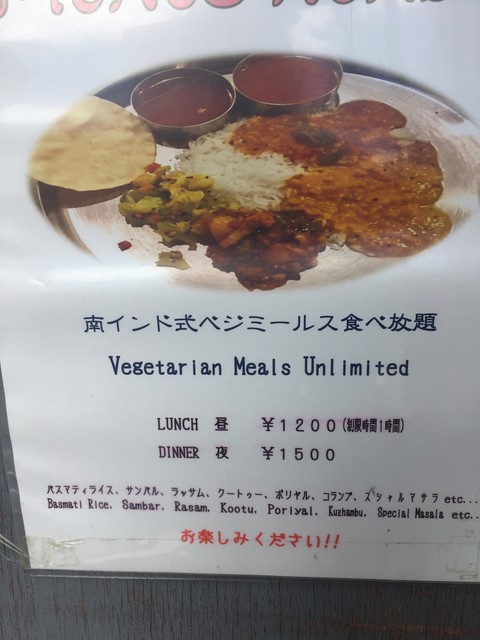 南インド式ベジミールス食べ放題
Vegetarian Meals Unlimited
LUNCH 昼 ￥1200(制限時間1時間)
DINNER 夜 ￥1500
バスマティライス、サンバル、ラッサム、クートゥー、ポリヤル、コランブ、スペシャルマサラ etc...
Basmati Rice, Sambar, Rasam, Kootu, Poriyal, Kuzhambu, Special Masala etc..
お楽しみください!!